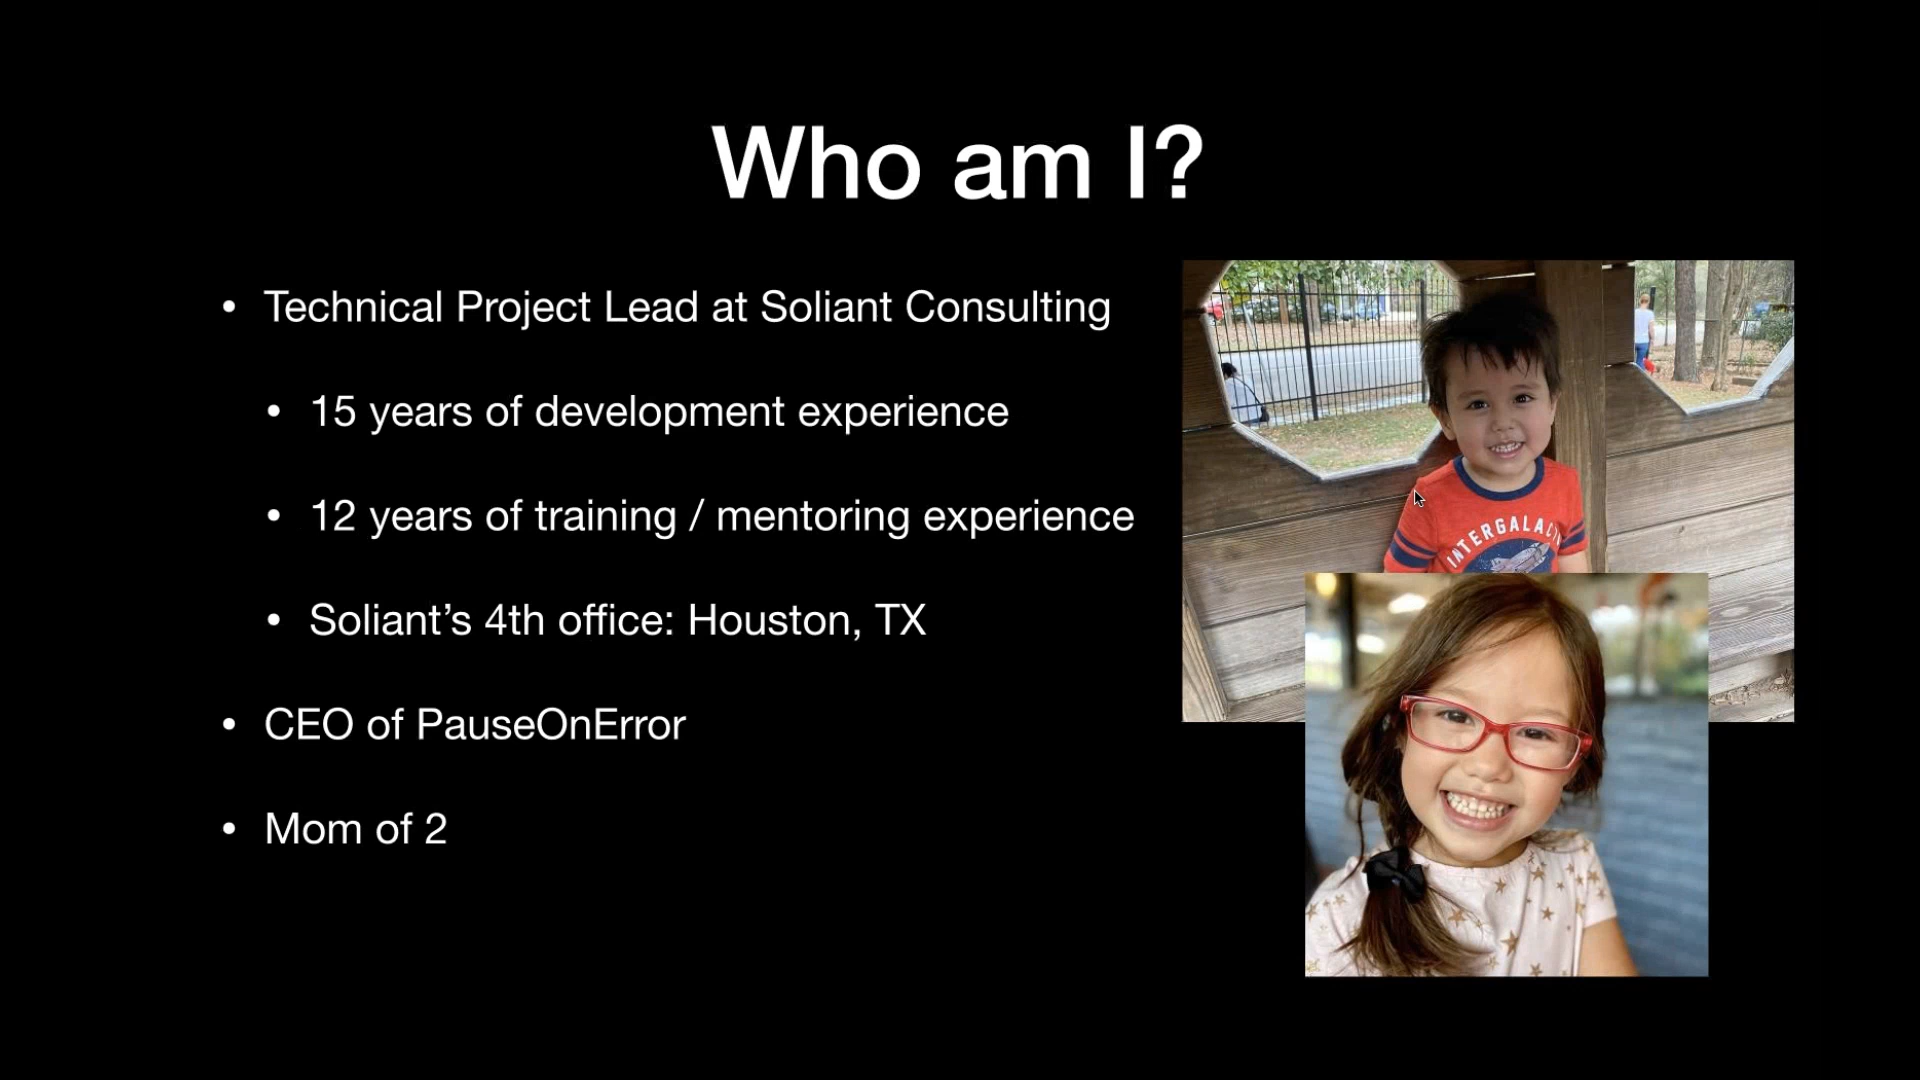 Who am I?
• Technical Project Lead at Soliant Consulting
• 15 years of development experience
• 12 years of training / mentoring experience
• Soliant’s 4th office: Houston, TX
• CEO of PauseOnError
• Mom of 2